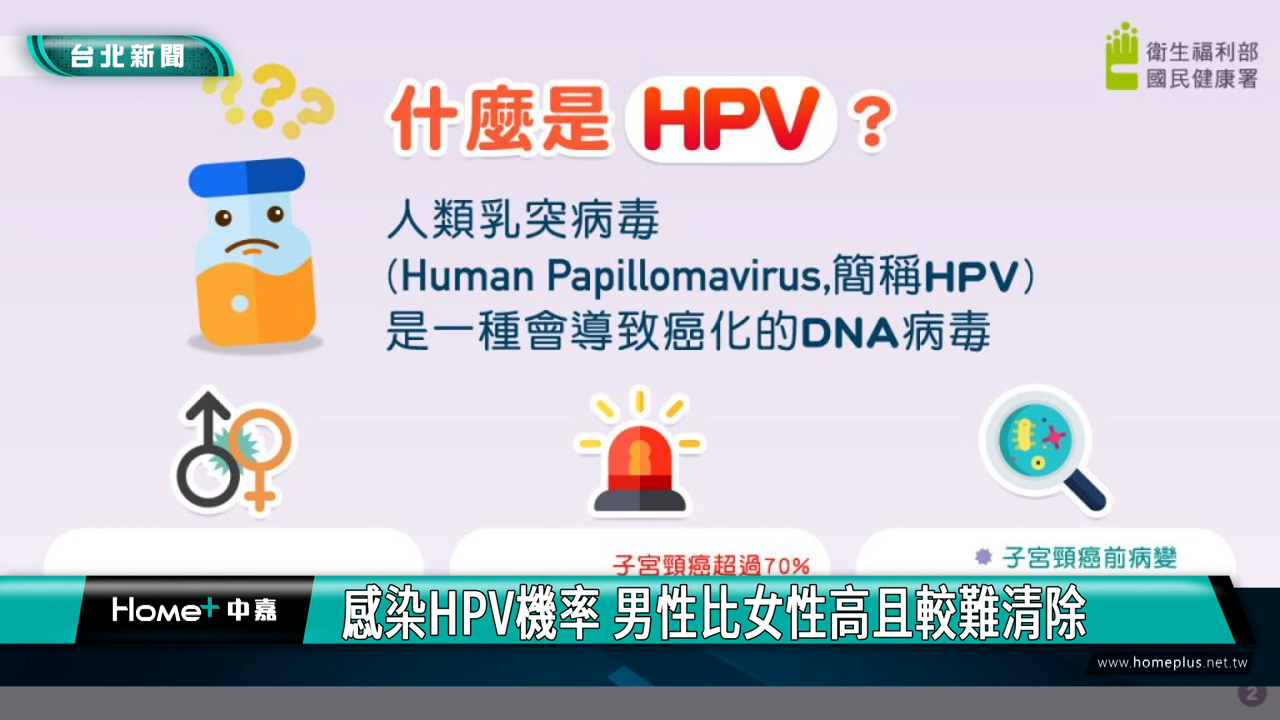 台北新聞
衛生福利部
國民健康署
什麼是HPV？
人類乳突病毒
(Human Papillomavirus,簡稱HPV)
是一種會導致癌化的DNA病毒
子宮頸癌超過70%
子宮頸癌前病變
Home+中嘉
感染HPV機率 男性比女性高且較難清除
www.homeplus.net.tw
2